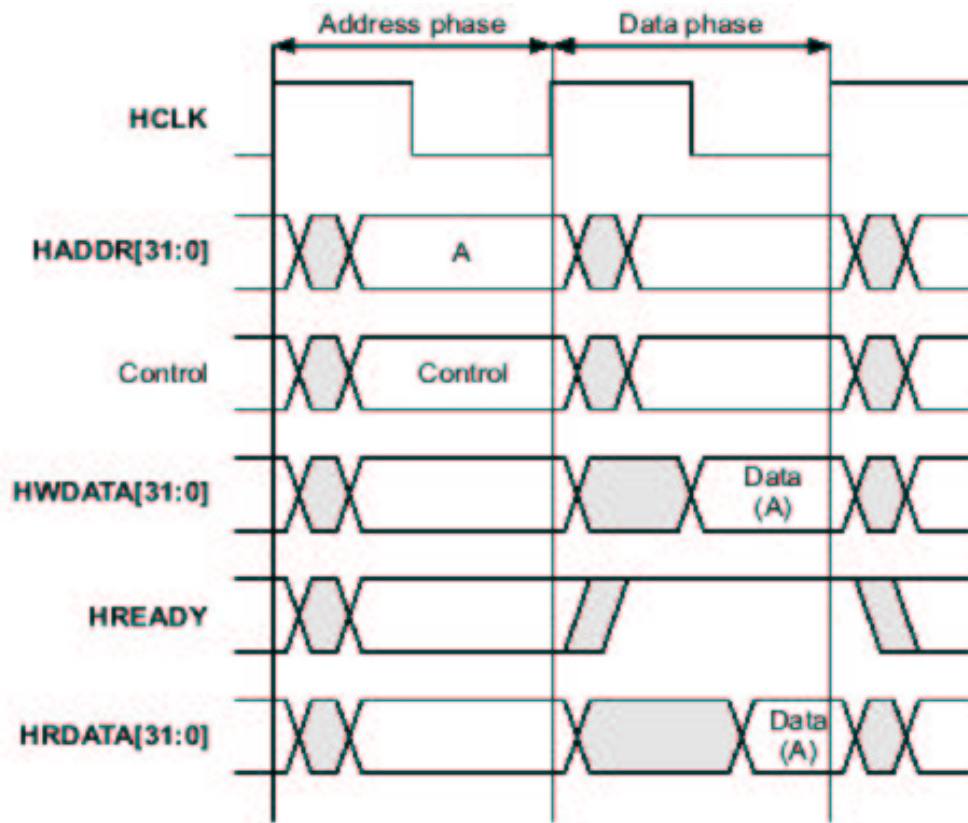 Address phase
Data phase
HCLK
HADDR[31:0]
A
Control
Control
HWDATA[31:0]
Data
(A)
HREADY
HRDATA[31:0]
Data
(A)